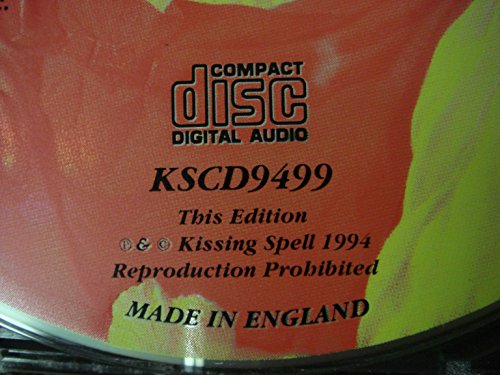 COMPACT
disc
DIGITAL AUDIO
KSCD9499
This Edition
℗ & © Kissing Spell 1994
Reproduction Prohibited
MADE IN ENGLAND